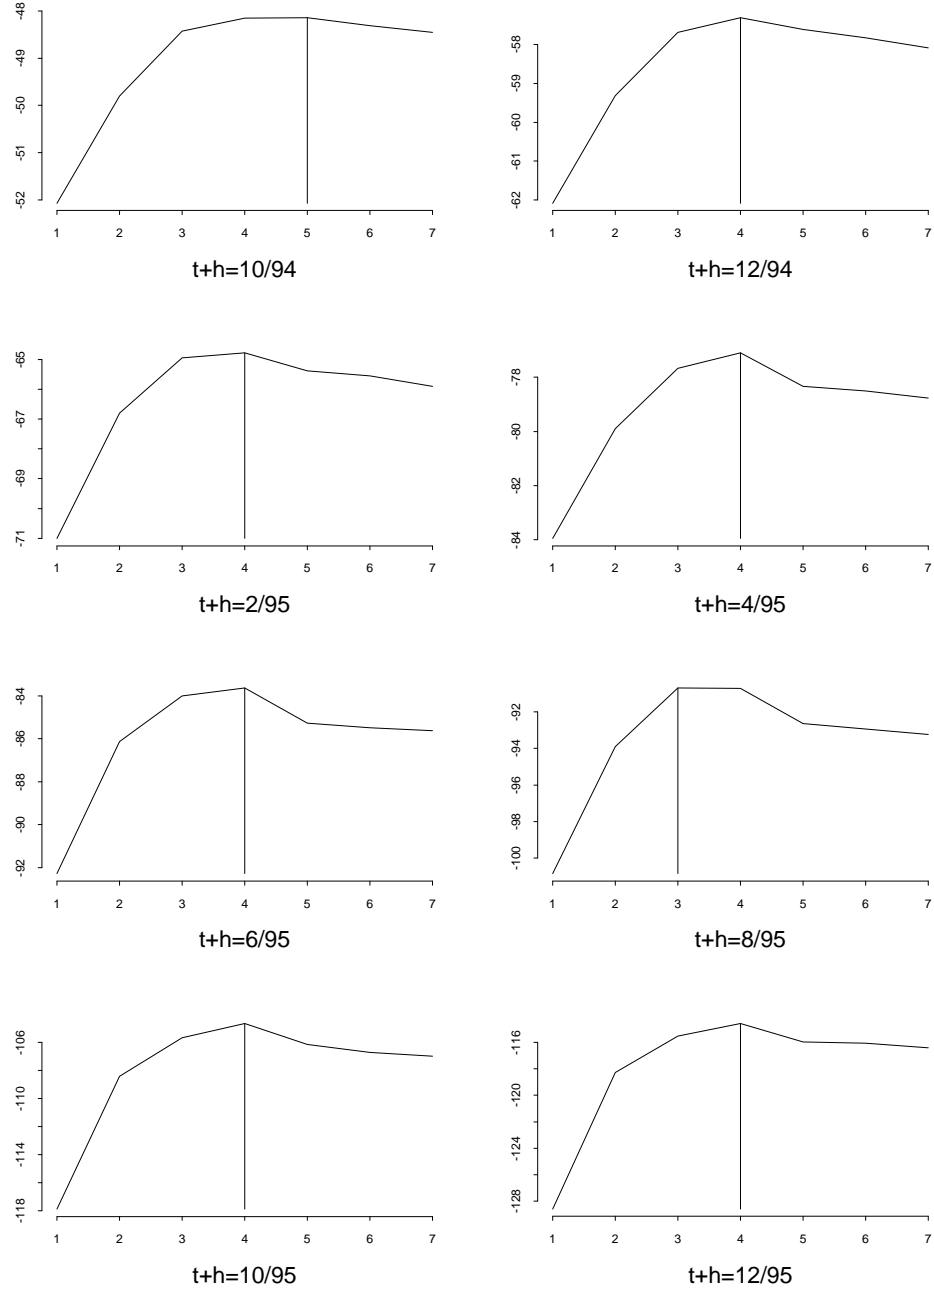 -48
-49
-50
-51
-52
1 2 3 4 5 6 7
t+h=10/94
-58
-59
-60
-61
-62
1 2 3 4 5 6 7
t+h=12/94
-65
-67
-69
-71
1 2 3 4 5 6 7
t+h=2/95
-78
-80
-82
-84
1 2 3 4 5 6 7
t+h=4/95
-84
-86
-88
-90
-92
1 2 3 4 5 6 7
t+h=6/95
-92
-94
-96
-98
-100
1 2 3 4 5 6 7
t+h=8/95
-106
-110
-114
-118
1 2 3 4 5 6 7
t+h=10/95
-116
-120
-124
-128
1 2 3 4 5 6 7
t+h=12/95